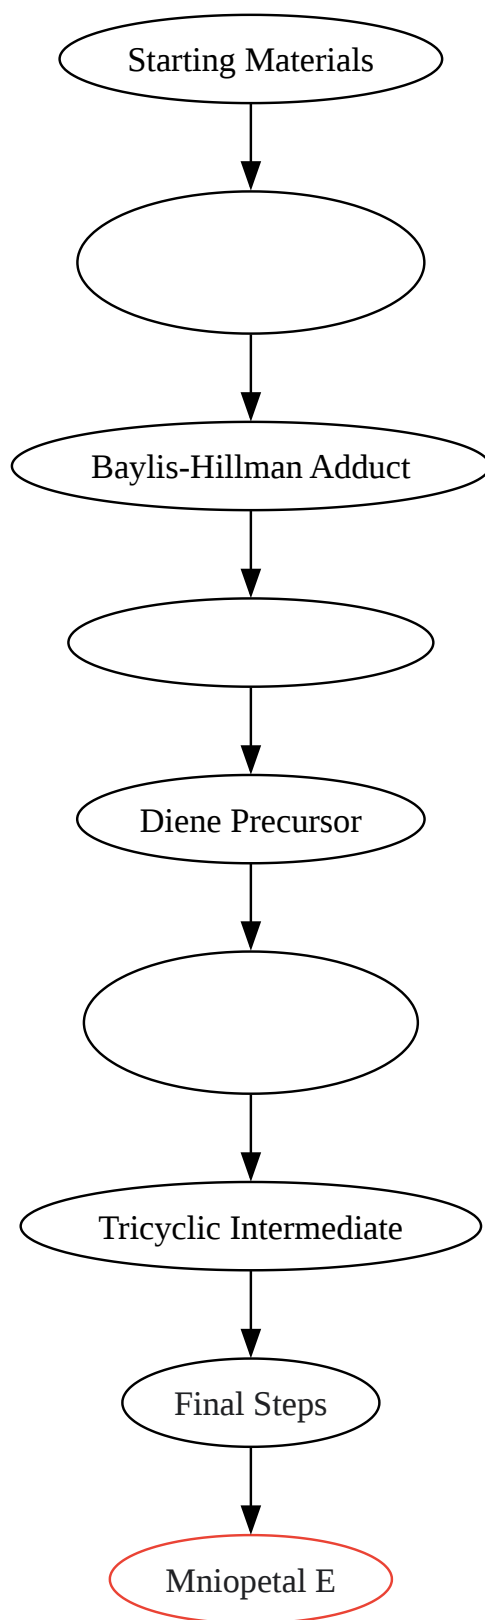 Starting Materials
Baylis-Hillman Adduct
Diene Precursor
Tricyclic Intermediate
Final Steps
Mniopetal E